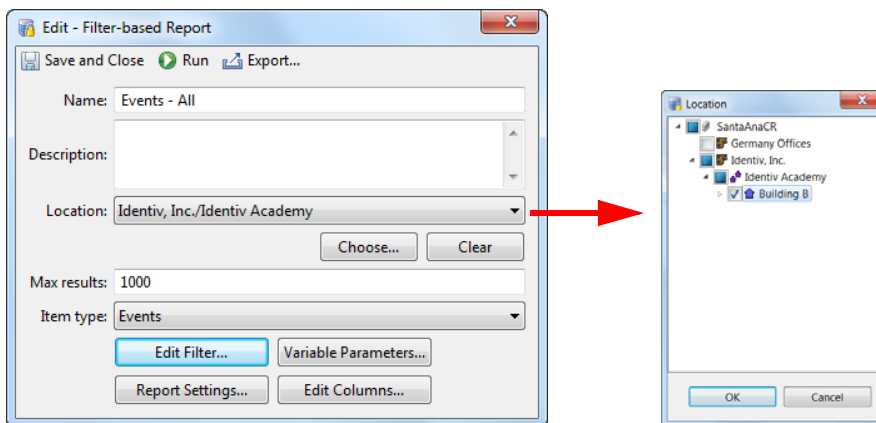 Edit - Filter-based Report
Save and Close Run Export...
Name: Events - All
Description:
Location: Identiv, Inc./Identiv Academy
Choose... Clear
Max results: 1000
Item type: Events
Edit Filter... Variable Parameters...
Report Settings... Edit Columns...
Location
SantaAnaCR
Germany Offices
Identiv, Inc.
Identiv Academy
Building B
OK Cancel